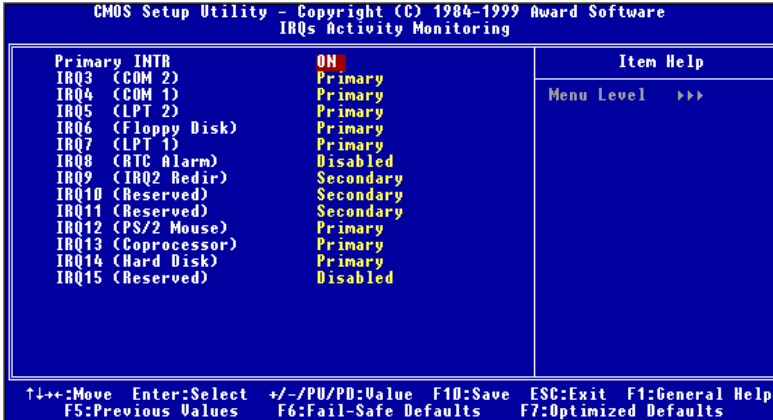 CMOS Setup Utility - Copyright (C) 1984-1999 Award Software
IRQs Activity Monitoring
Primary INTR ON
IRQ3 (COM 2) Primary
IRQ4 (COM 1) Primary
IRQ5 (LPT 2) Primary
IRQ6 (Floppy Disk) Primary
IRQ7 (LPT 1) Primary
IRQ8 (RTC Alarm) Disabled
IRQ9 (IRQ2 Redir) Secondary
IRQ10 (Reserved) Secondary
IRQ11 (Reserved) Secondary
IRQ12 (PS/2 Mouse) Primary
IRQ13 (Coprocessor) Primary
IRQ14 (Hard Disk) Primary
IRQ15 (Reserved) Disabled
Item Help
Menu Level ▸▸▸
↑↓→←:Move Enter:Select +/-/PU/PD:Value F10:Save ESC:Exit F1:General Help
F5:Previous Values F6:Fail-Safe Defaults F7:Optimized Defaults